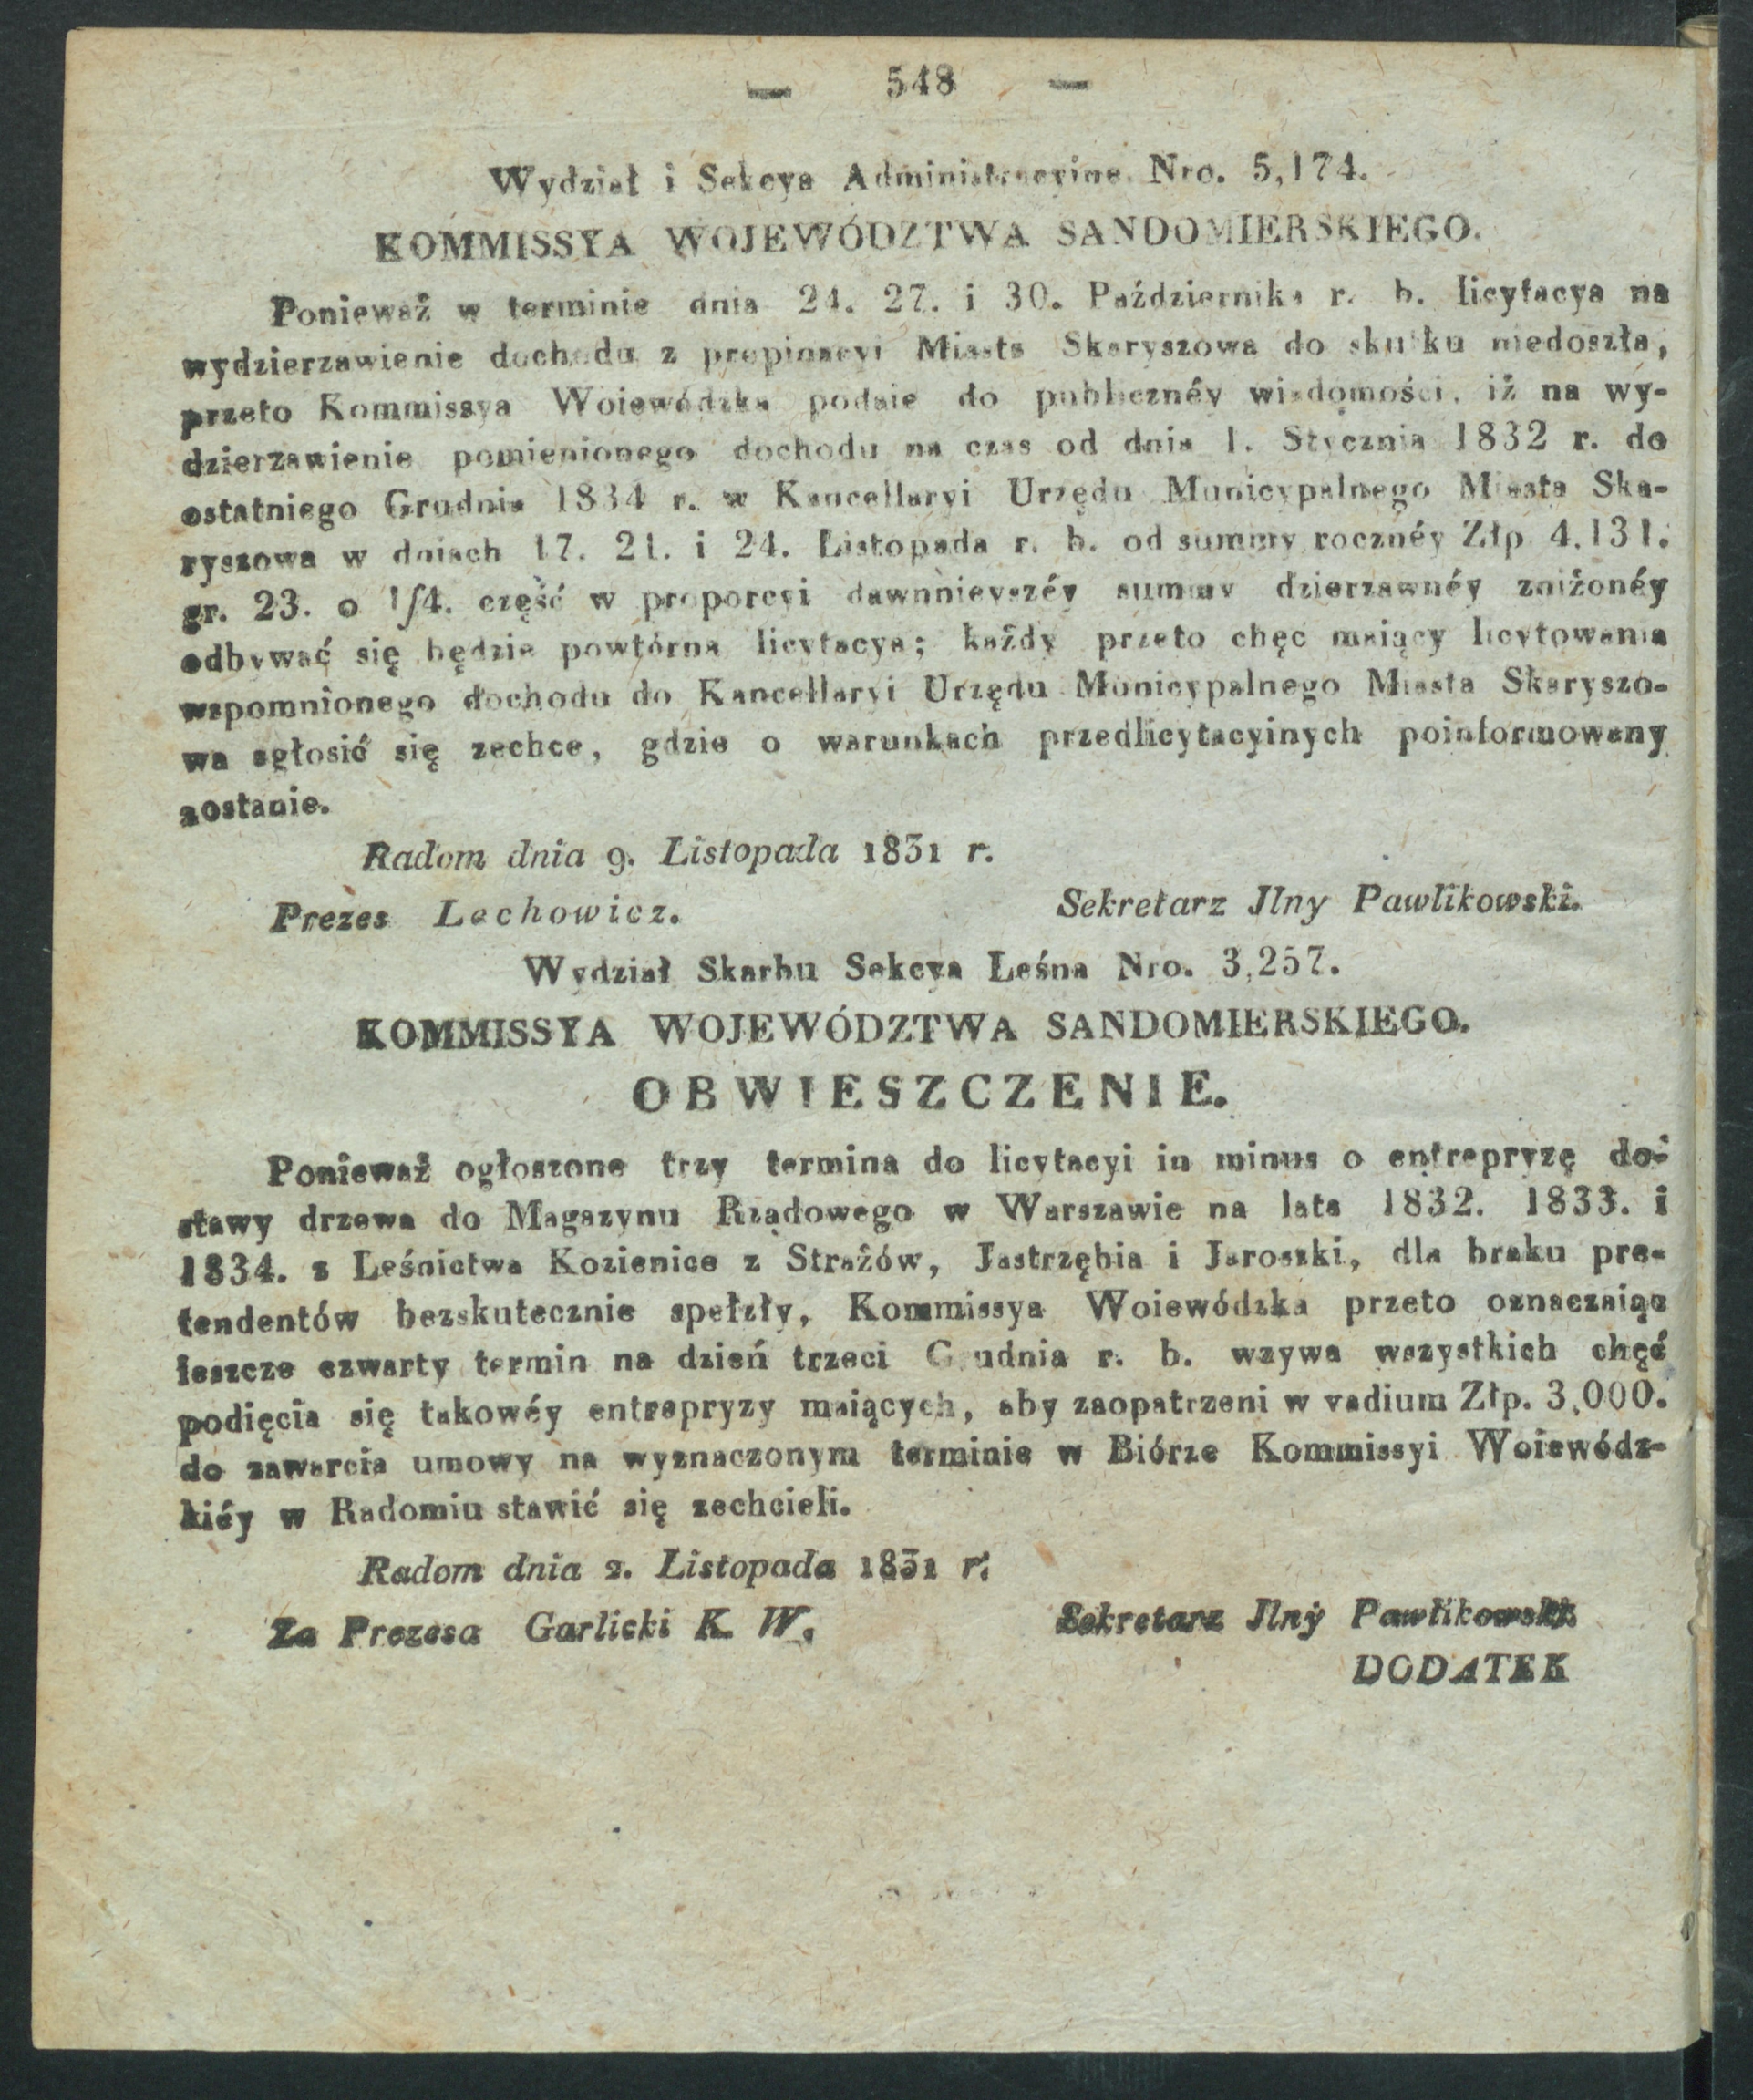 — 548 —
Wydział i Sekcya Administracyine Nro. 5,174.
KOMMISSYA WOJEWÓDZTWA SANDOMIERSKIEGO.
Ponieważ w terminie dnia 24. 27. i 30. Października r. b. licytacya na
wydzierzawienie dochodu z propinacyi Miasta Skaryszowa do skutku niedoszła,
przeto Kommissya Woiewódzka podaie do publicznéy wiadomości, iż na wy-
dzierzawienie pomienionego dochodu na czas od dnia 1. Stycznia 1832 r. do
ostatniego Grudnia 1834 r. w Kancellaryi Urzędu Municypalnego Miasta Ska-
ryszowa w dniach 17. 21. i 24. Listopada r. b. od summy rocznéy Złp 4,131.
gr. 23. o 1/4. część w proporcyi dawnnieyszéy summy dzierzawnéy zniżonéy
odbywać się będzie powtórna licytacya; każdy przeto chęc maiący licytowania
wspomnionego dochodu do Kancellaryi Urzędu Municypalnego Miasta Skaryszo-
wa zgłosić się zechce, gdzie o warunkach przedlicytacyinych poinformowany
zostanie.
Radom dnia 9. Listopada 1831 r.
Prezes Lechowicz. Sekretarz Jlny Pawlikowski.
Wydział Skarbu Sekcya Leśna Nro. 3,257.
KOMMISSYA WOJEWÓDZTWA SANDOMIERSKIEGO.
OBWIESZCZENIE.
Ponieważ ogłoszone trzy termina do licytacyi in minus o entrepryzę do-
stawy drzewa do Magazynu Rządowego w Warszawie na lata 1832. 1833. i
1834. z Leśnictwa Kozienice z Strażów, Jastrzębia i Jaroszki, dla braku pre-
tendentów bezskutecznie spełzły, Kommissya Woiewódzka przeto oznaczaiąc
ieszcze czwarty termin na dzień trzeci Grudnia r. b. wzywa wszystkich chęć
podięcia się takowéy entrepryzy maiących, aby zaopatrzeni w vadium Złp. 3,000.
do zawarcia umowy na wyznaczonym terminie w Biórze Kommissyi Woiewódz-
kiéy w Radomiu stawić się zechcieli.
Radom dnia 2. Listopada 1831 r.
Za Prezesa Garlicki K. W. Sekretarz Jlny Pawlikowski.
DODATEK